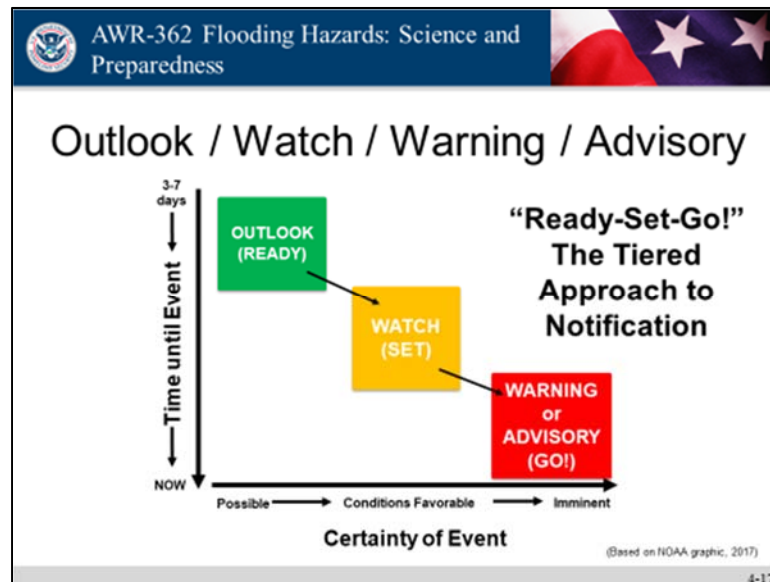 AWR-362 Flooding Hazards: Science and
Preparedness
Outlook / Watch / Warning / Advisory
3-7
days
Time until Event
NOW
OUTLOOK
(READY)
WATCH
(SET)
WARNING
or
ADVISORY
(GO!)
“Ready-Set-Go!”
The Tiered
Approach to
Notification
Possible
Conditions Favorable
Imminent
Certainty of Event
(Based on NOAA graphic, 2017)